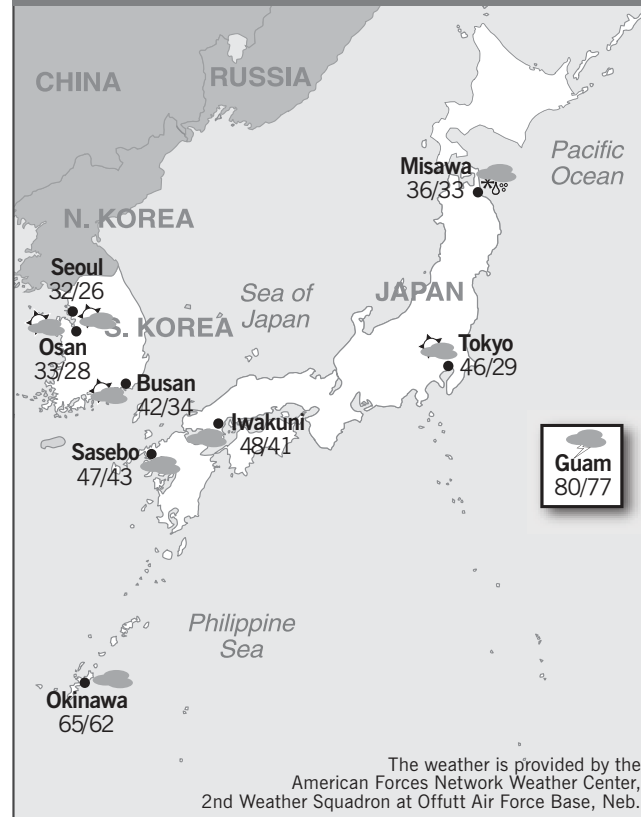 CHINA
RUSSIA
Pacific
Ocean
Misawa
36/33
N. KOREA
Seoul
32/26
Sea of
Japan
JAPAN
S. KOREA
Osan
33/28
Tokyo
46/29
Busan
42/34
Iwakuni
48/41
Sasebo
47/43
Guam
80/77
Philippine
Sea
Okinawa
65/62
The weather is provided by the
American Forces Network Weather Center,
2nd Weather Squadron at Offutt Air Force Base, Neb.